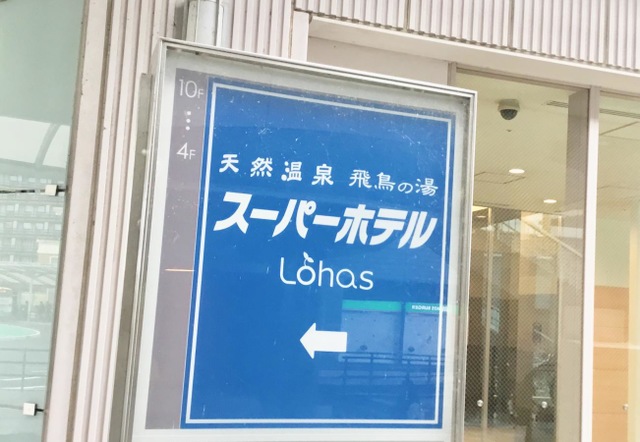 10F
⋮
4F
天然温泉 飛鳥の湯
スーパーホテル
Lohas